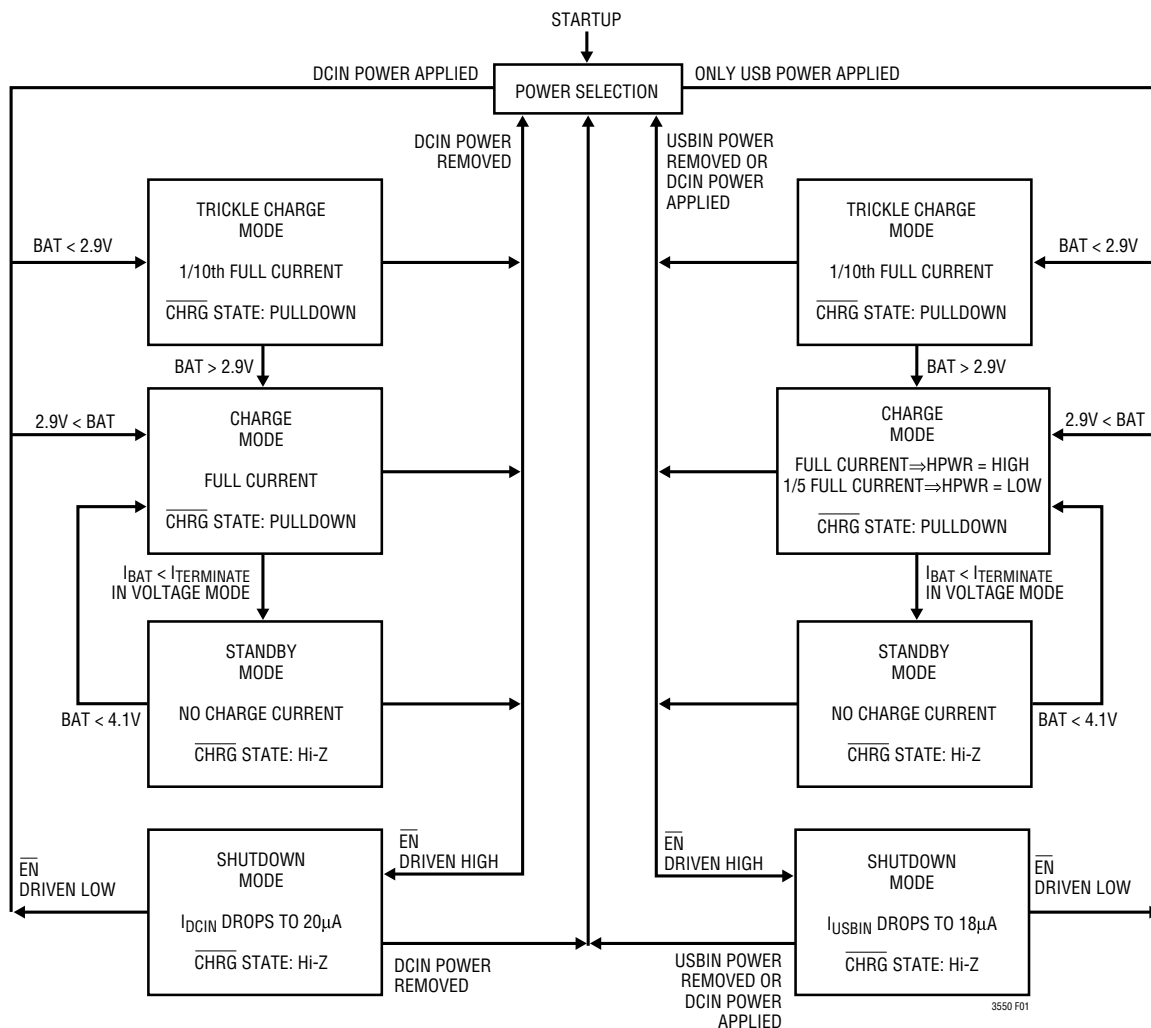 STARTUP
DCIN POWER APPLIED
POWER SELECTION
ONLY USB POWER APPLIED
DCIN POWER
REMOVED
USBIN POWER
REMOVED OR
DCIN POWER
APPLIED
BAT < 2.9V
TRICKLE CHARGE
MODE
1/10th FULL CURRENT
CHRG STATE: PULLDOWN
BAT > 2.9V
2.9V < BAT
CHARGE
MODE
FULL CURRENT
CHRG STATE: PULLDOWN
IBAT < ITERMINATE
IN VOLTAGE MODE
STANDBY
MODE
NO CHARGE CURRENT
CHRG STATE: Hi-Z
BAT < 4.1V
EN
DRIVEN LOW
SHUTDOWN
MODE
IDCIN DROPS TO 20µA
CHRG STATE: Hi-Z
EN
DRIVEN HIGH
DCIN POWER
REMOVED
TRICKLE CHARGE
MODE
1/10th FULL CURRENT
CHRG STATE: PULLDOWN
BAT < 2.9V
BAT > 2.9V
CHARGE
MODE
FULL CURRENT⇒HPWR = HIGH
1/5 FULL CURRENT⇒HPWR = LOW
CHRG STATE: PULLDOWN
2.9V < BAT
IBAT < ITERMINATE
IN VOLTAGE MODE
STANDBY
MODE
NO CHARGE CURRENT
CHRG STATE: Hi-Z
BAT < 4.1V
EN
DRIVEN HIGH
SHUTDOWN
MODE
IUSBIN DROPS TO 18µA
CHRG STATE: Hi-Z
EN
DRIVEN LOW
USBIN POWER
REMOVED OR
DCIN POWER
APPLIED
3550 F01